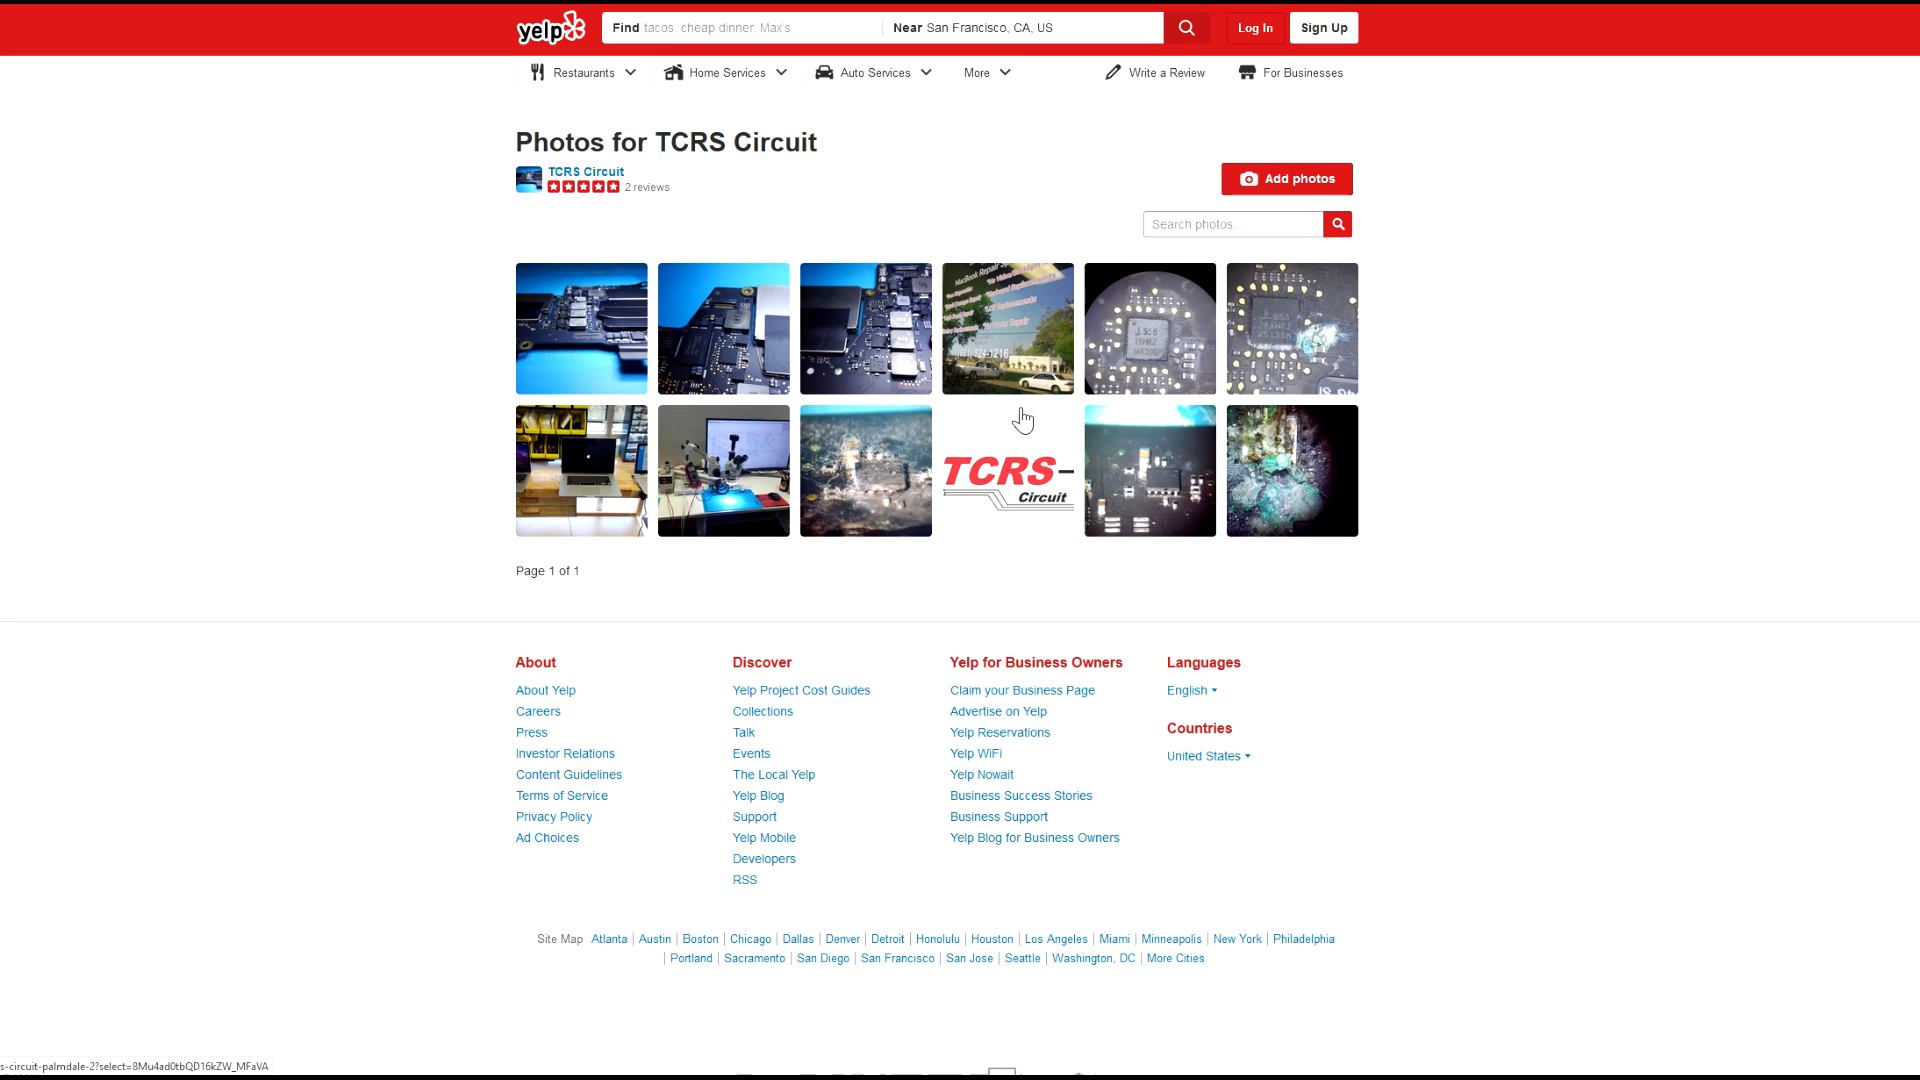 yelp
Find tacos, cheap dinner, Max's
Near San Francisco, CA, US
Log In
Sign Up
Restaurants
Home Services
Auto Services
More
Write a Review
For Businesses
Photos for TCRS Circuit
TCRS Circuit
2 reviews
Add photos
Search photos...
MacBook Repair
TCRS-
Circuit
Page 1 of 1
About
About Yelp
Careers
Press
Investor Relations
Content Guidelines
Terms of Service
Privacy Policy
Ad Choices
Discover
Yelp Project Cost Guides
Collections
Talk
Events
The Local Yelp
Yelp Blog
Support
Yelp Mobile
Developers
RSS
Yelp for Business Owners
Claim your Business Page
Advertise on Yelp
Yelp Reservations
Yelp WiFi
Yelp Nowait
Business Success Stories
Business Support
Yelp Blog for Business Owners
Languages
English
Countries
United States
Site Map Atlanta | Austin | Boston | Chicago | Dallas | Denver | Detroit | Honolulu | Houston | Los Angeles | Miami | Minneapolis | New York | Philadelphia
| Portland | Sacramento | San Diego | San Francisco | San Jose | Seattle | Washington, DC | More Cities
s-circuit-palmdale-2?select=8Mu4ad0tbQD16kZW_MFaVA